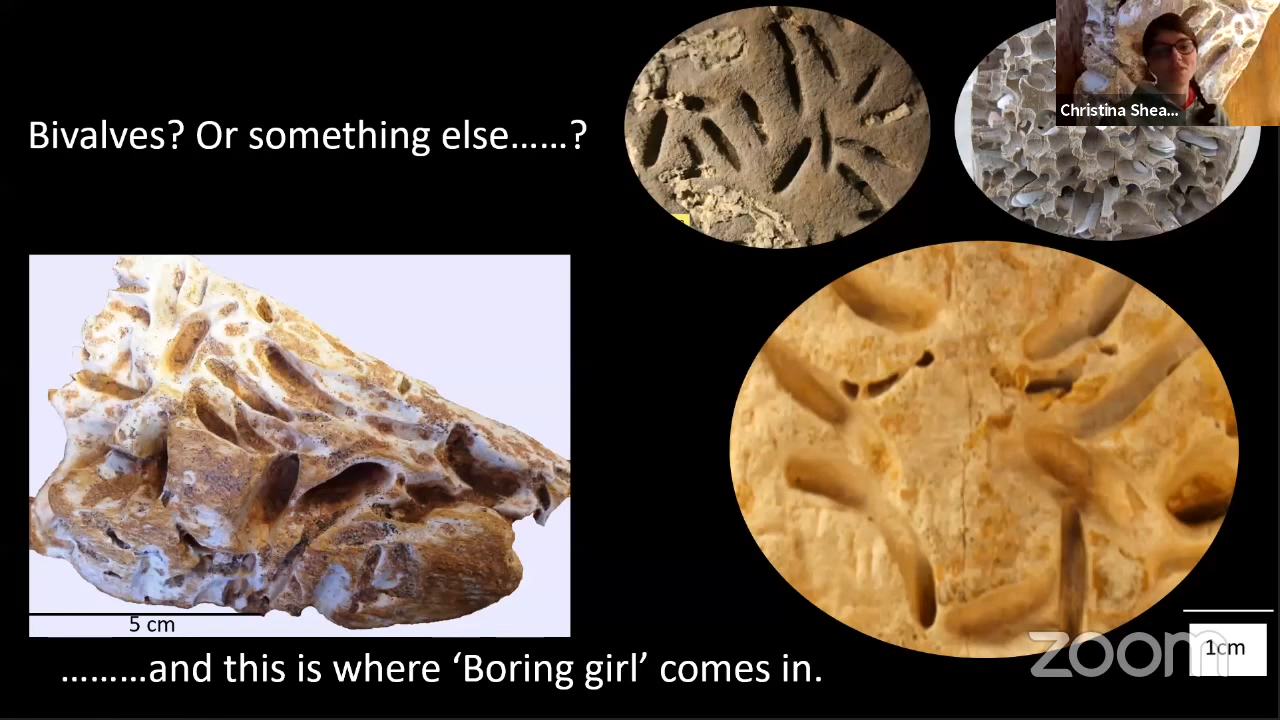 Bivalves? Or something else……?
Christina Shea...
5 cm
1cm
………and this is where ‘Boring girl’ comes in.
zoom